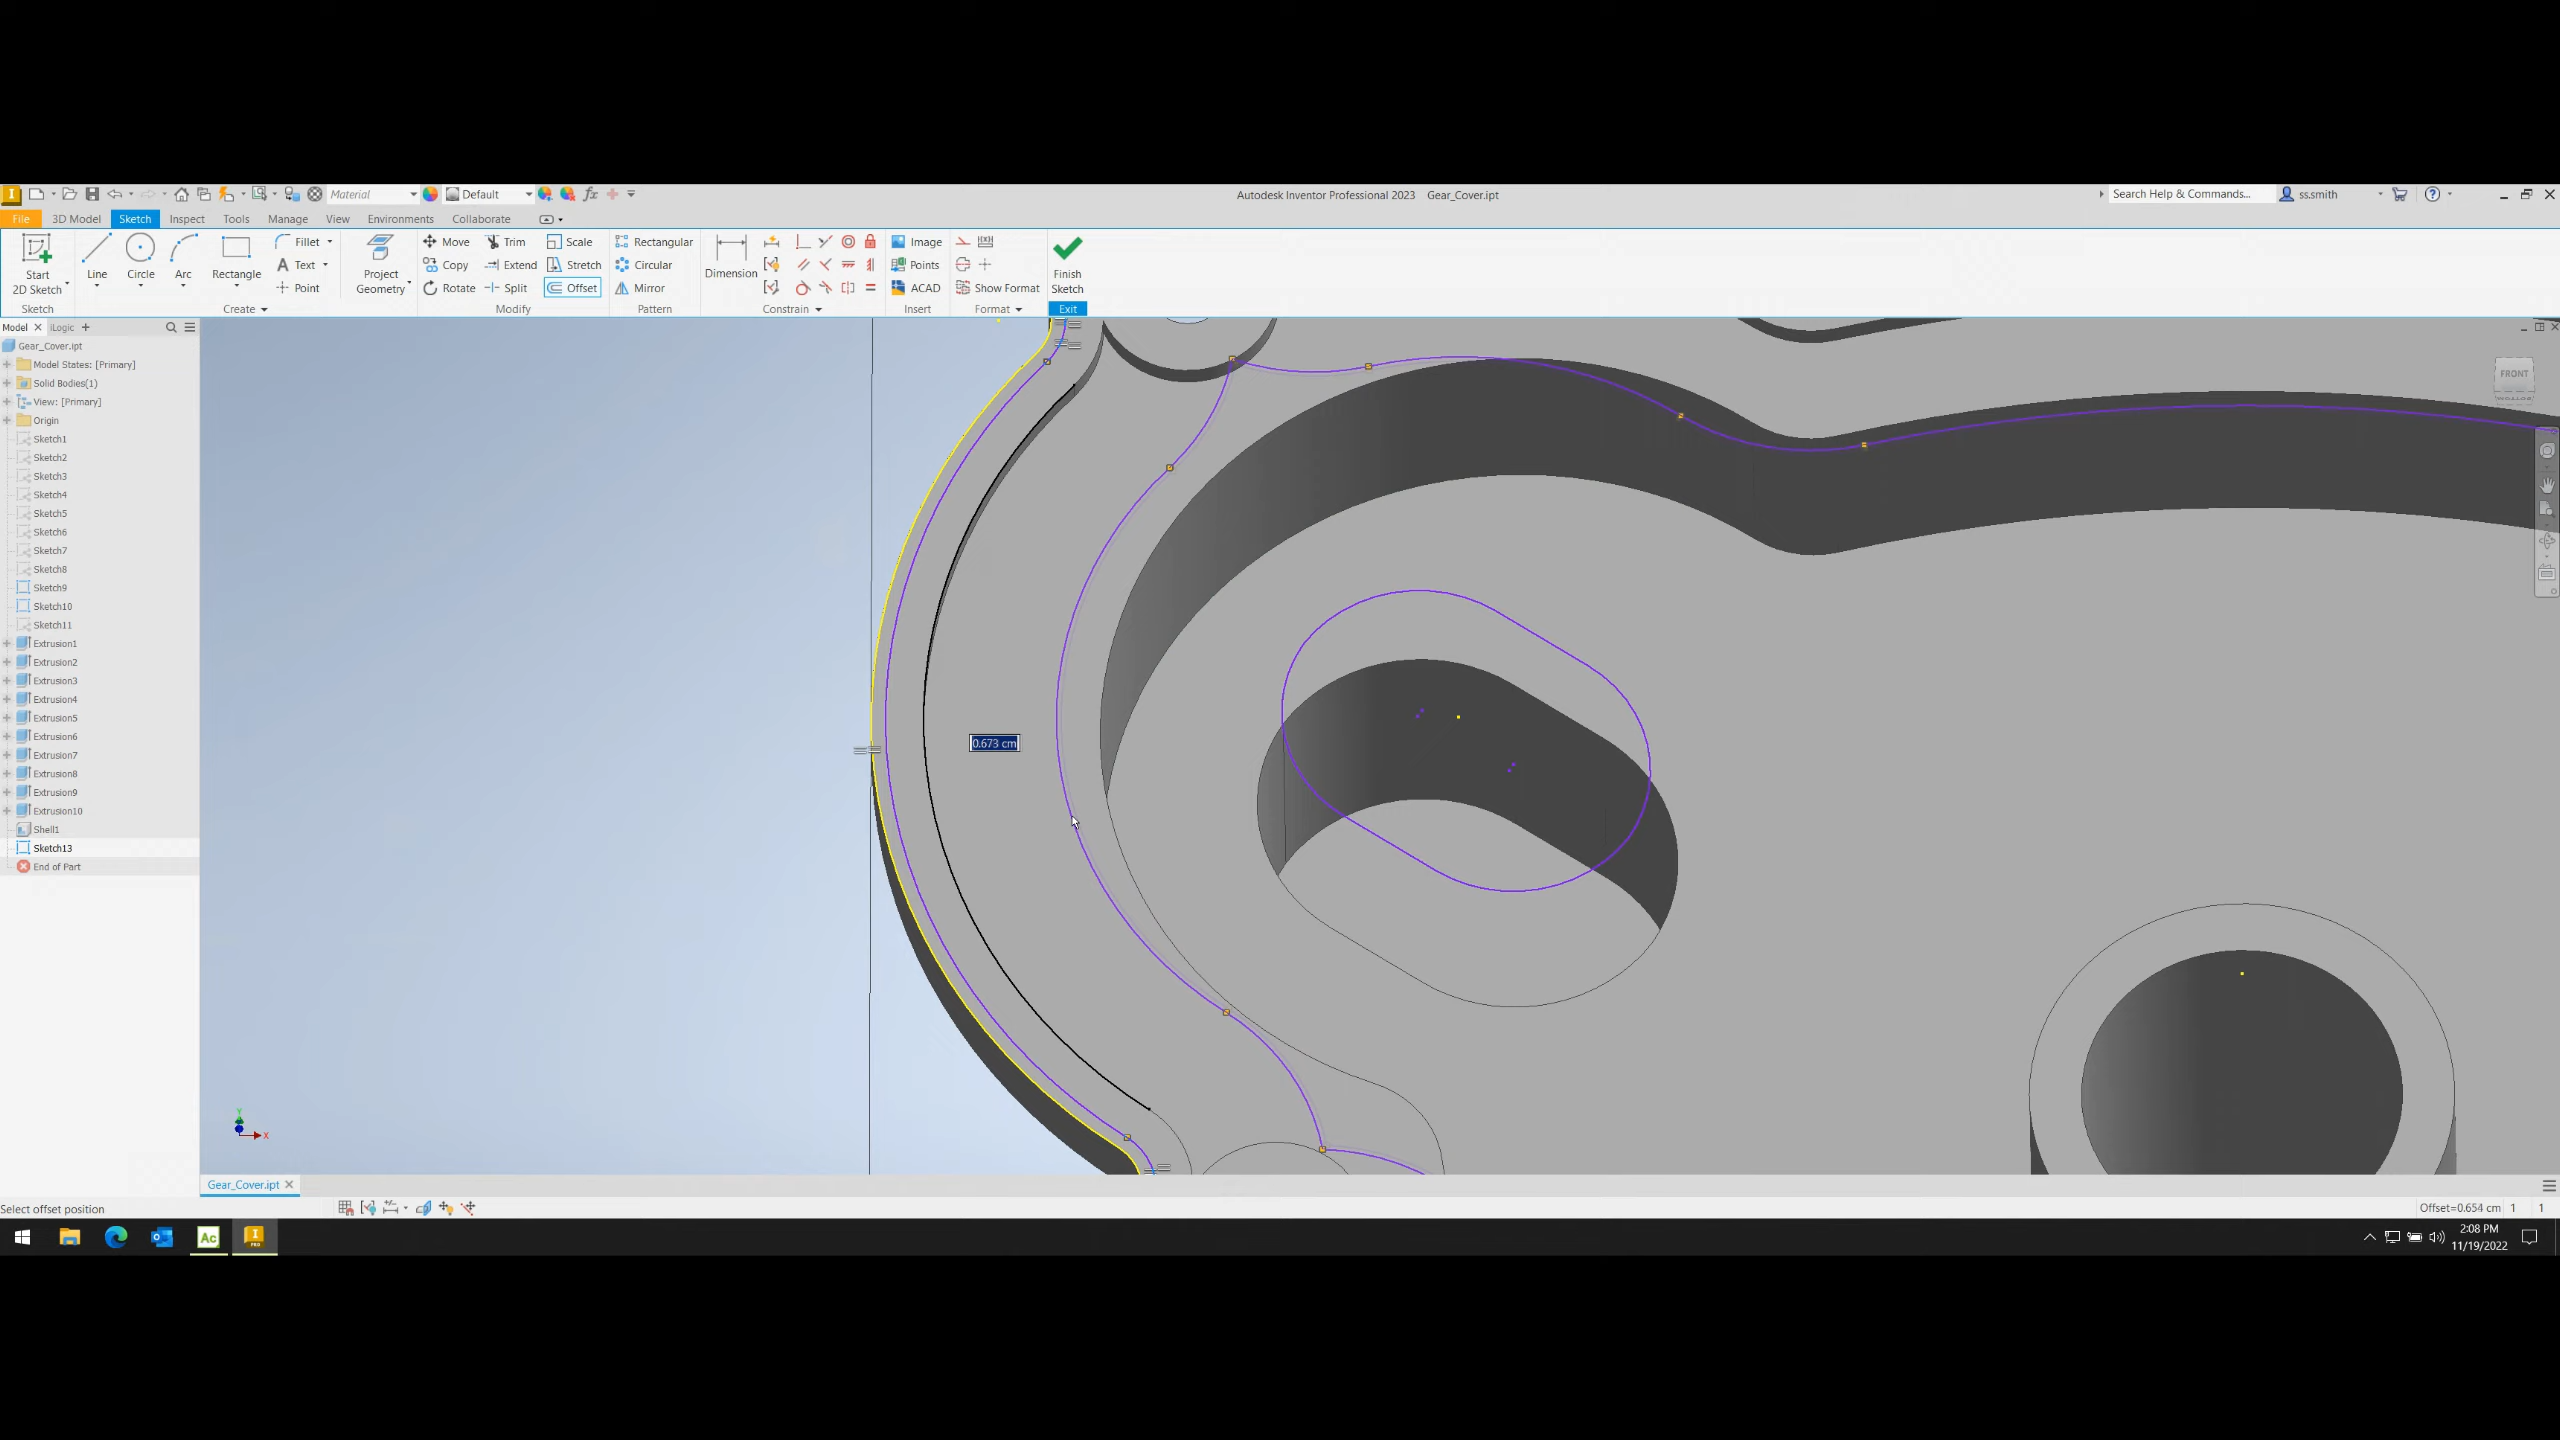 Material
Default
Autodesk Inventor Professional 2023 Gear_Cover.ipt
Search Help & Commands...
ss.smith
File
3D Model
Sketch
Inspect
Tools
Manage
View
Environments
Collaborate
Start
2D Sketch
Line
Circle
Arc
Rectangle
Fillet
Text
Point
Project
Geometry
Move
Copy
Rotate
Trim
Extend
Split
Scale
Stretch
Offset
Rectangular
Circular
Mirror
Dimension
Image
Points
ACAD
Show Format
Finish
Sketch
Sketch
Create
Modify
Pattern
Constrain
Insert
Format
Exit
Model
iLogic
Gear_Cover.ipt
Model States: [Primary]
Solid Bodies(1)
View: [Primary]
Origin
Sketch1
Sketch2
Sketch3
Sketch4
Sketch5
Sketch6
Sketch7
Sketch8
Sketch9
Sketch10
Sketch11
Extrusion1
Extrusion2
Extrusion3
Extrusion4
Extrusion5
Extrusion6
Extrusion7
Extrusion8
Extrusion9
Extrusion10
Shell1
Sketch13
End of Part
FRONT
0.673 cm
Y
X
Gear_Cover.ipt
Select offset position
Offset=0.654 cm 1 1
Ac
I
PRO
2:08 PM
11/19/2022